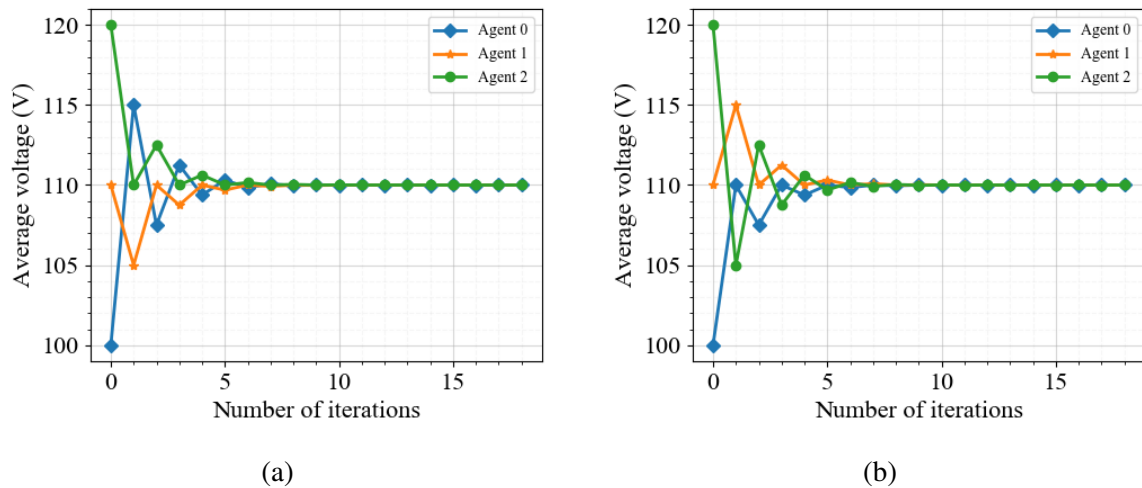 120
115
110
105
100
Average voltage (V)
0
5
10
15
Number of iterations
Agent 0
Agent 1
Agent 2
(a)
120
115
110
105
100
Average voltage (V)
0
5
10
15
Number of iterations
Agent 0
Agent 1
Agent 2
(b)